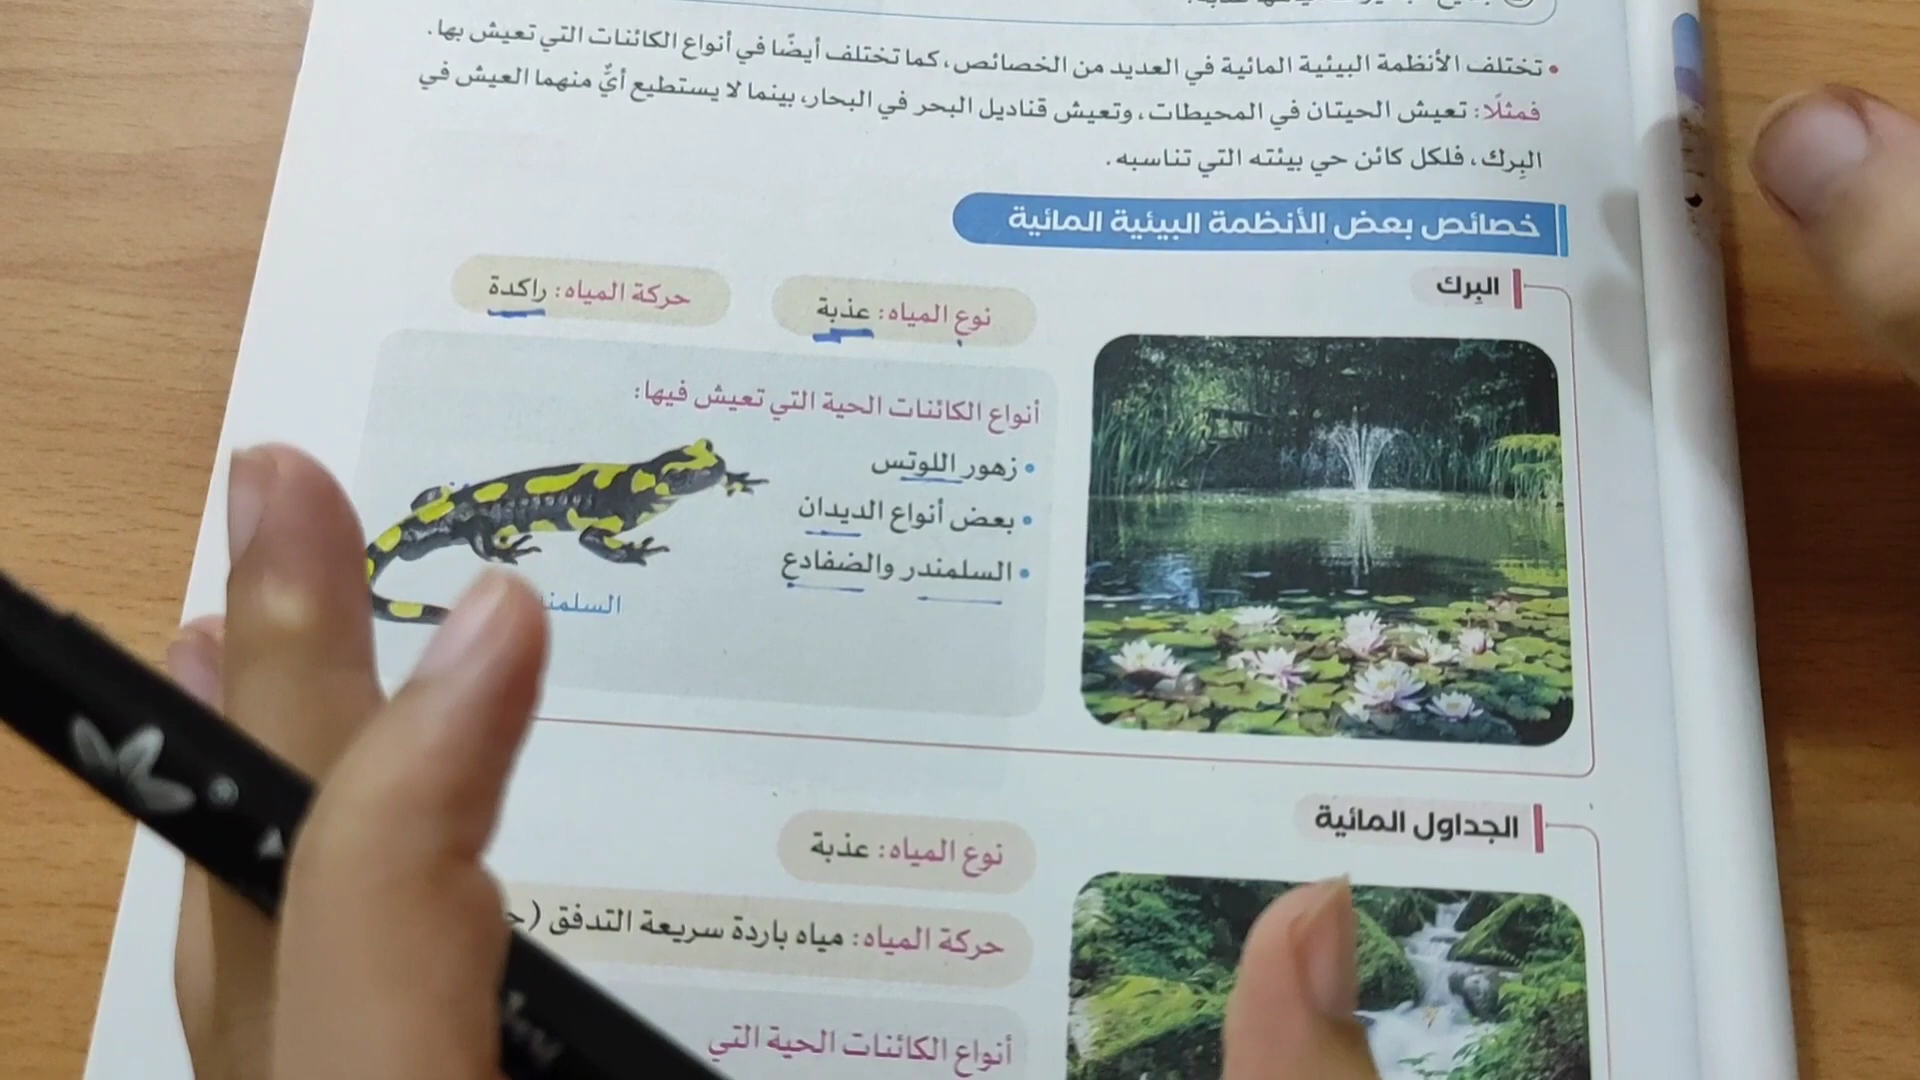 • تختلف الأنظمة البيئية المائية في العديد من الخصائص، كما تختلف أيضًا في أنواع الكائنات التي تعيش بها.
فمثلًا: تعيش الحيتان في المحيطات، وتعيش قناديل البحر في البحار، بينما لا يستطيع أيٌّ منهما العيش في
البِرك، فلكل كائن حي بيئته التي تناسبه.
خصائص بعض الأنظمة البيئية المائية
البِرك
نوع المياه: عذبة
حركة المياه: راكدة
أنواع الكائنات الحية التي تعيش فيها:
• زهور اللوتس
• بعض أنواع الديدان
• السلمندر والضفادع
الجداول المائية
نوع المياه: عذبة
حركة المياه: مياه باردة سريعة التدفق
أنواع الكائنات الحية التي